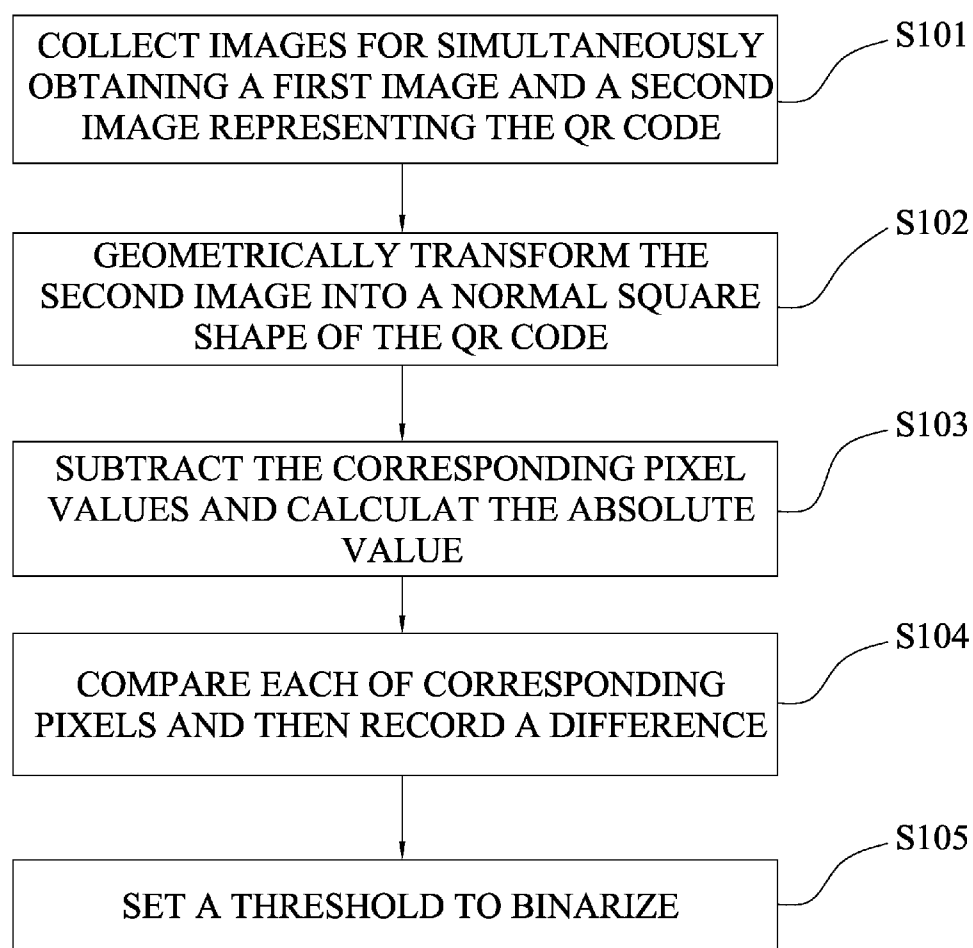 COLLECT IMAGES FOR SIMULTANEOUSLY
OBTAINING A FIRST IMAGE AND A SECOND
IMAGE REPRESENTING THE QR CODE
S101
GEOMETRICALLY TRANSFORM THE
SECOND IMAGE INTO A NORMAL SQUARE
SHAPE OF THE QR CODE
S102
SUBTRACT THE CORRESPONDING PIXEL
VALUES AND CALCULAT THE ABSOLUTE
VALUE
S103
COMPARE EACH OF CORRESPONDING
PIXELS AND THEN RECORD A DIFFERENCE
S104
SET A THRESHOLD TO BINARIZE
S105